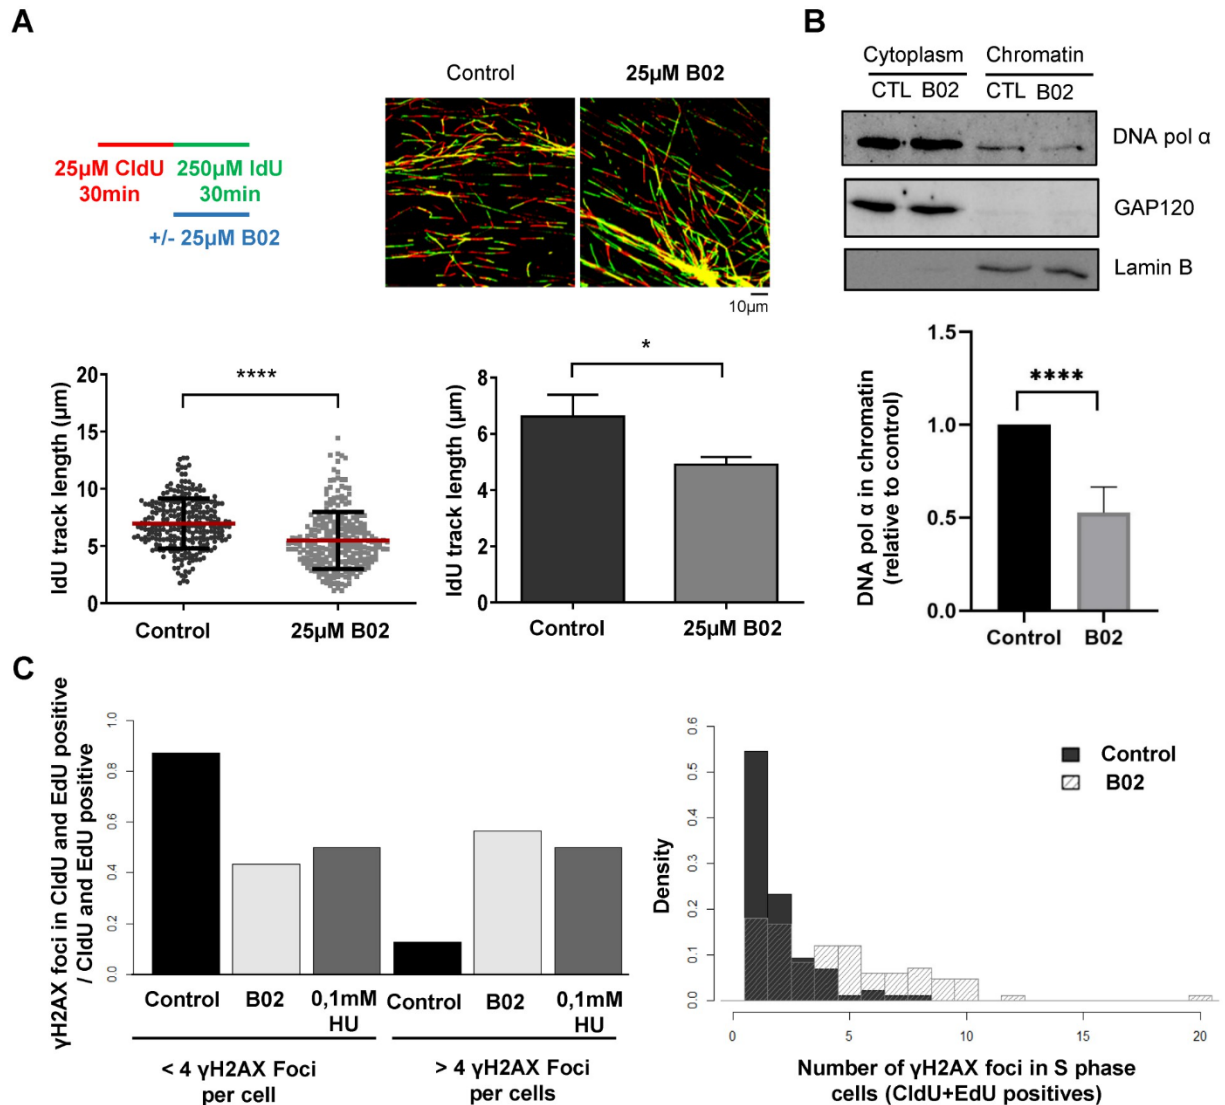 A
25µM CldU 250µM IdU
30min 30min
+/- 25µM B02
Control 25µM B02
10µm
B
Cytoplasm Chromatin
CTL B02 CTL B02
DNA pol α
GAP120
Lamin B
IdU track length (µm)
20
15
10
5
0
****
Control 25µM B02
IdU track length (µm)
8
6
4
2
0
*
Control 25µM B02
DNA pol α in chromatin
(relative to control)
1.5
1.0
0.5
0.0
****
Control B02
C
γH2AX foci in CldU and EdU positive
/ CldU and EdU positive
1.0
0.8
0.6
0.4
0.2
0.0
Control B02 0,1mM HU Control B02 0,1mM HU
< 4 γH2AX Foci
per cell
> 4 γH2AX Foci
per cells
Density
0.6
0.5
0.4
0.3
0.2
0.1
0.0
Control
B02
0 5 10 15 20
Number of γH2AX foci in S phase
cells (CldU+EdU positives)